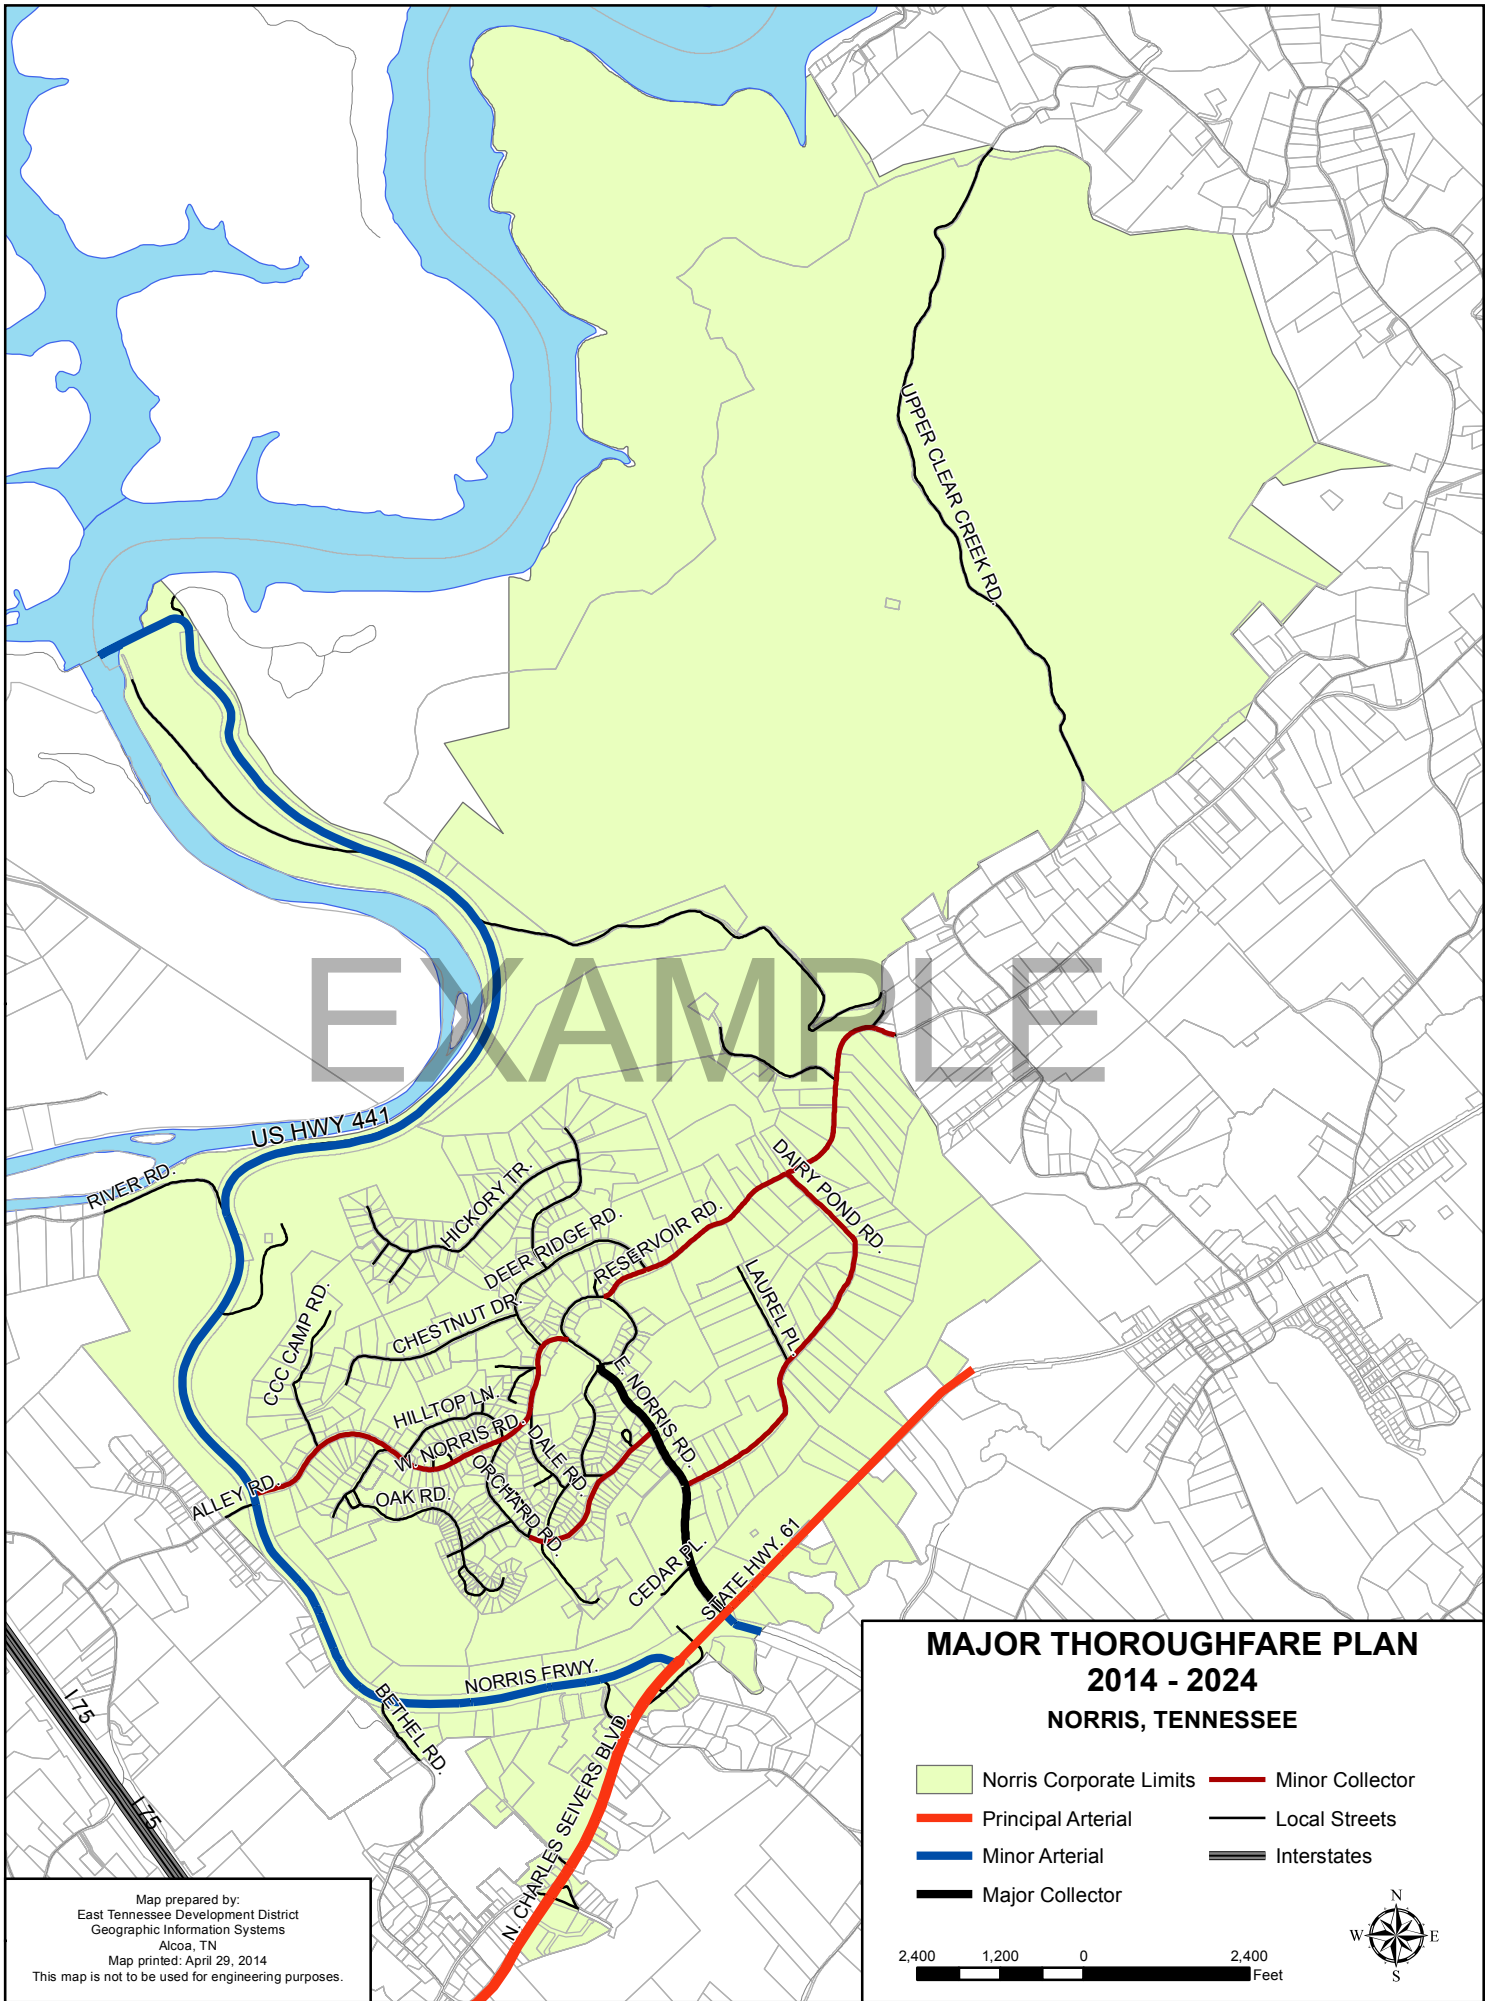 UPPER CLEAR CREEK RD.
EXAMPLE
US HWY 441
RIVER RD.
HICKORY TR.
DAIRY POND RD.
DEER RIDGE RD.
RESERVOIR RD.
LAUREL PL.
CCC CAMP RD.
CHESTNUT DR.
E. NORRIS RD.
HILLTOP LN.
W. NORRIS RD.
DALE RD.
ORCHARD RD.
ALLEY RD.
OAK RD.
CEDAR PL.
STATE HWY. 61
NORRIS FRWY.
BETHEL RD.
I 75
I 75
N. CHARLES SEIVERS BLVD.
MAJOR THOROUGHFARE PLAN
2014 - 2024
NORRIS, TENNESSEE
Norris Corporate Limits
Minor Collector
Principal Arterial
Local Streets
Minor Arterial
Interstates
Major Collector
N
W E
S
2,400 1,200 0 2,400
Feet
Map prepared by:
East Tennessee Development District
Geographic Information Systems
Alcoa, TN
Map printed: April 29, 2014
This map is not to be used for engineering purposes.